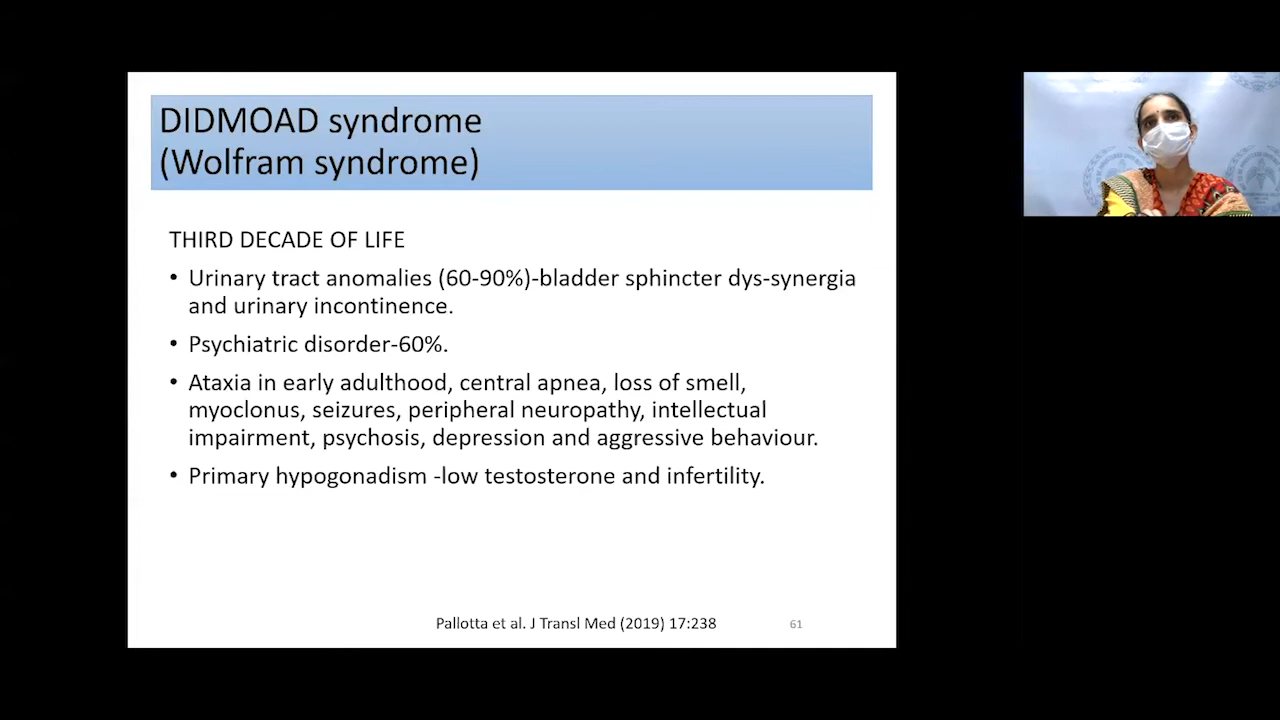 DIDMOAD syndrome
(Wolfram syndrome)
THIRD DECADE OF LIFE
• Urinary tract anomalies (60-90%)-bladder sphincter dys-synergia
and urinary incontinence.
• Psychiatric disorder-60%.
• Ataxia in early adulthood, central apnea, loss of smell,
myoclonus, seizures, peripheral neuropathy, intellectual
impairment, psychosis, depression and aggressive behaviour.
• Primary hypogonadism -low testosterone and infertility.
Pallotta et al. J Transl Med (2019) 17:238
61